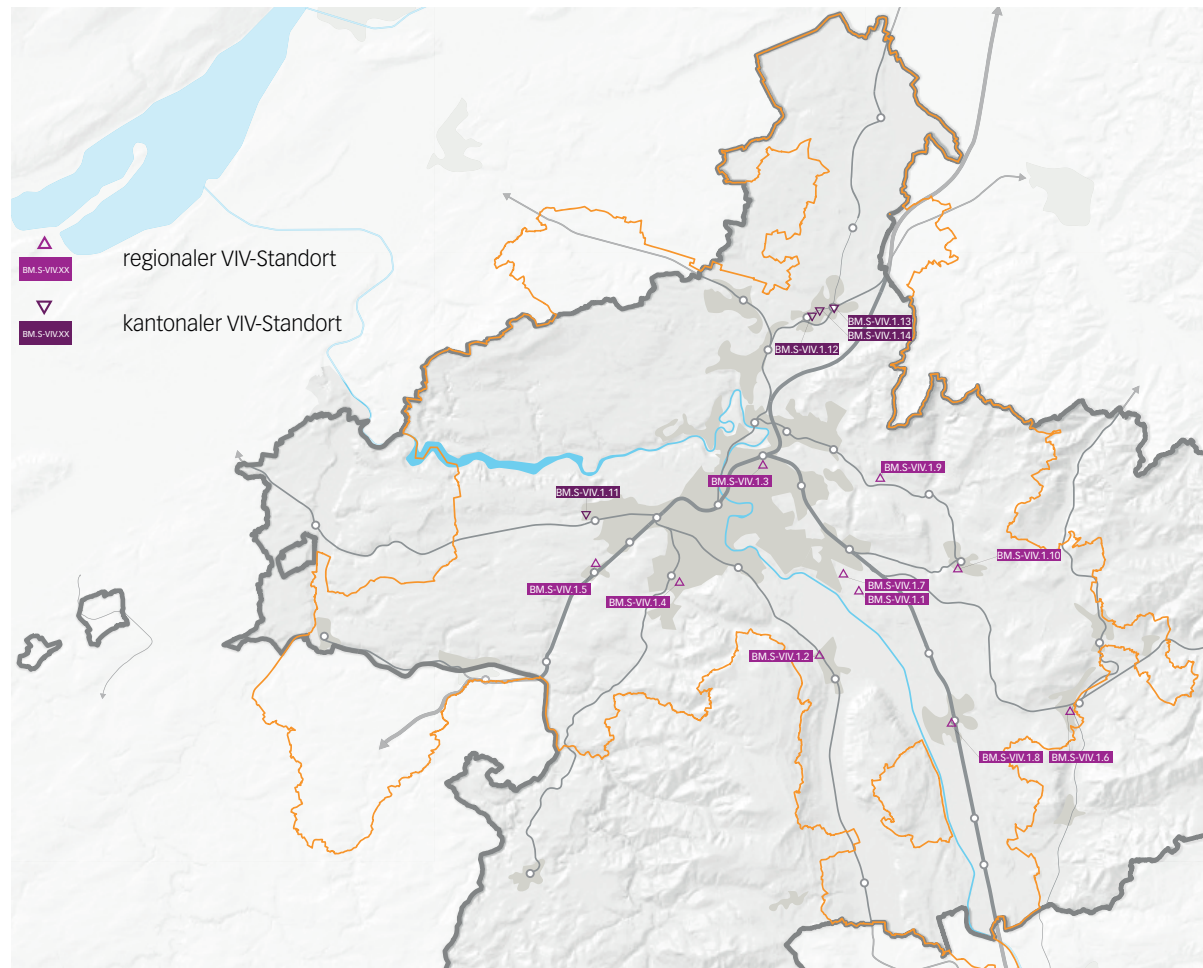 BM.S-VIV.XX
regionaler VIV-Standort
BM.S-VIV.XX
kantonaler VIV-Standort
BM.S-VIV.1.13
BM.S-VIV.1.14
BM.S-VIV.1.12
BM.S-VIV.1.9
BM.S-VIV.1.3
BM.S-VIV.1.11
BM.S-VIV.1.10
BM.S-VIV.1.7
BM.S-VIV.1.5
BM.S-VIV.1.4
BM.S-VIV.1.1
BM.S-VIV.1.2
BM.S-VIV.1.8
BM.S-VIV.1.6